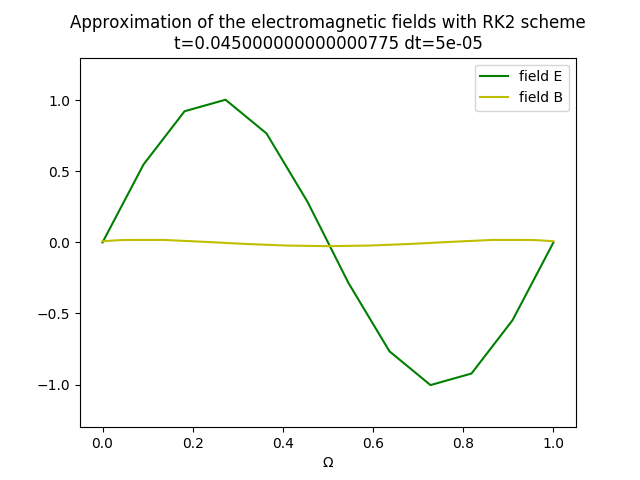 Approximation of the electromagnetic fields with RK2 scheme
t=0.045000000000000775 dt=5e-05
field E
field B
1.0
0.5
0.0
−0.5
−1.0
0.0 0.2 0.4 0.6 0.8 1.0
Ω